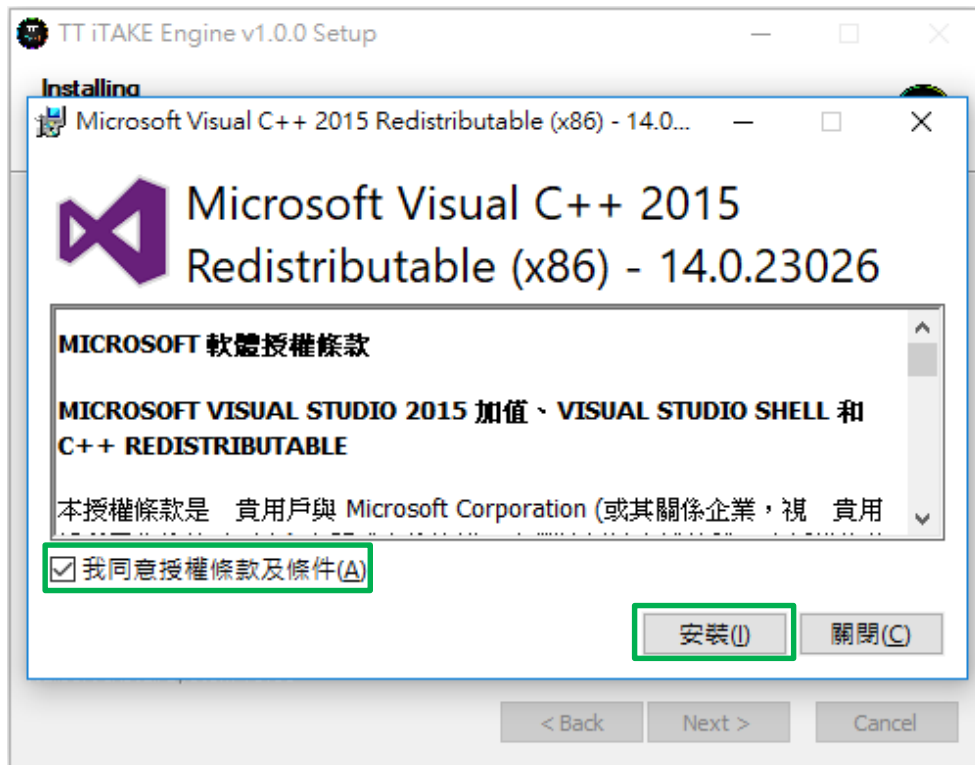 TT iTAKE Engine v1.0.0 Setup
Installing
Microsoft Visual C++ 2015 Redistributable (x86) - 14.0...
Microsoft Visual C++ 2015
Redistributable (x86) - 14.0.23026
MICROSOFT 軟體授權條款
MICROSOFT VISUAL STUDIO 2015 加值、VISUAL STUDIO SHELL 和
C++ REDISTRIBUTABLE
本授權條款是 貴用戶與 Microsoft Corporation (或其關係企業，視 貴用
我同意授權條款及條件(A)
安裝(I) 關閉(C)
< Back Next > Cancel